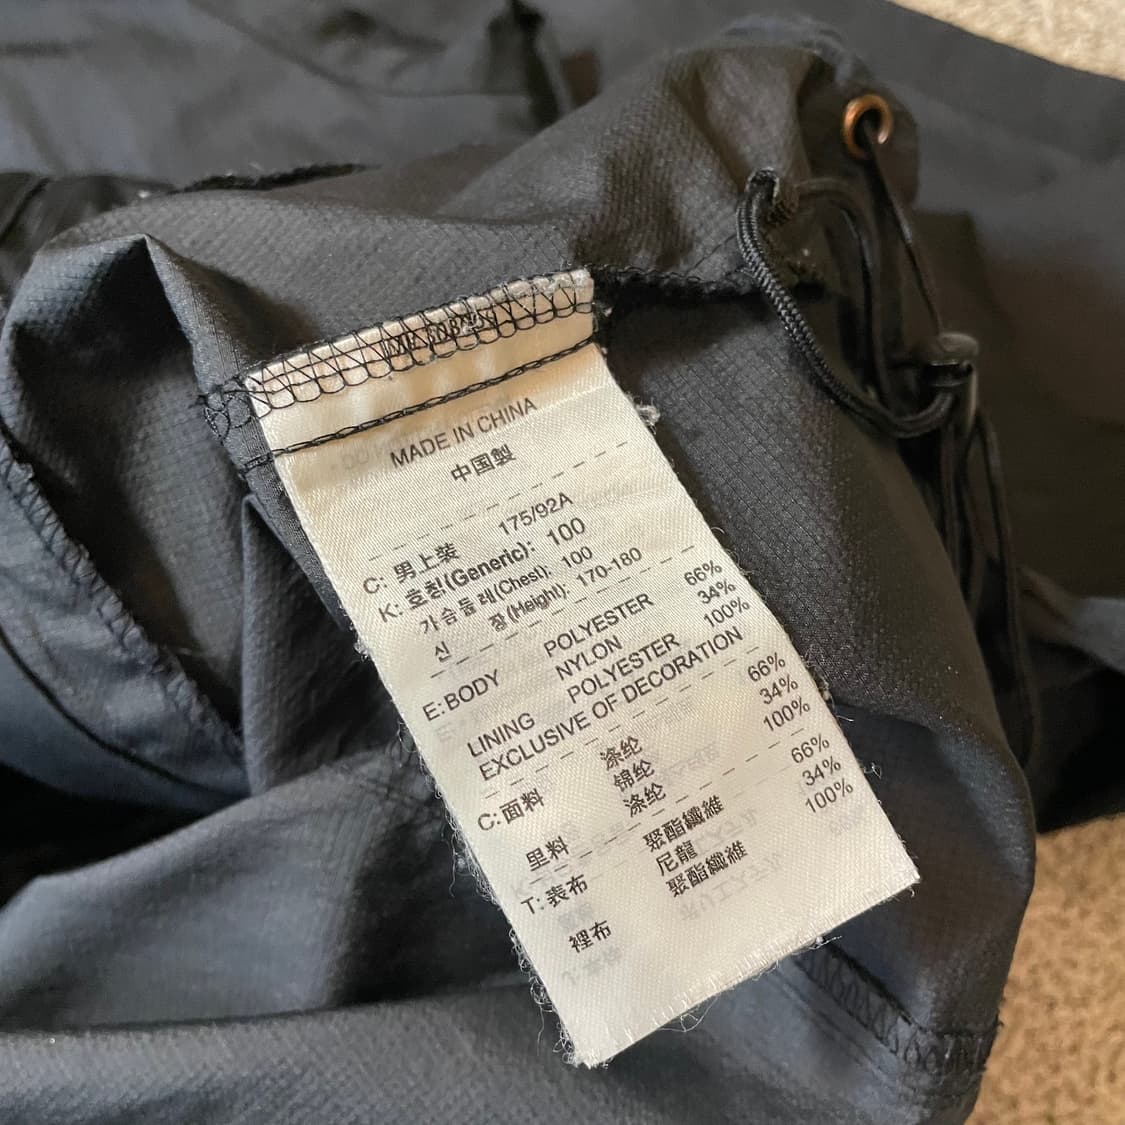 MADE IN CHINA
中国製
C: 男上装 175/92A
K: 호칭(Generic): 100
가슴둘레(Chest): 100
신 장(Height): 170-180
E: BODY POLYESTER 66%
NYLON 34%
LINING POLYESTER 100%
EXCLUSIVE OF DECORATION
C: 面料 涤纶 66%
锦纶 34%
里料 涤纶 100%
T: 表布 聚酯纖維 66%
尼龍 34%
裡布 聚酯纖維 100%